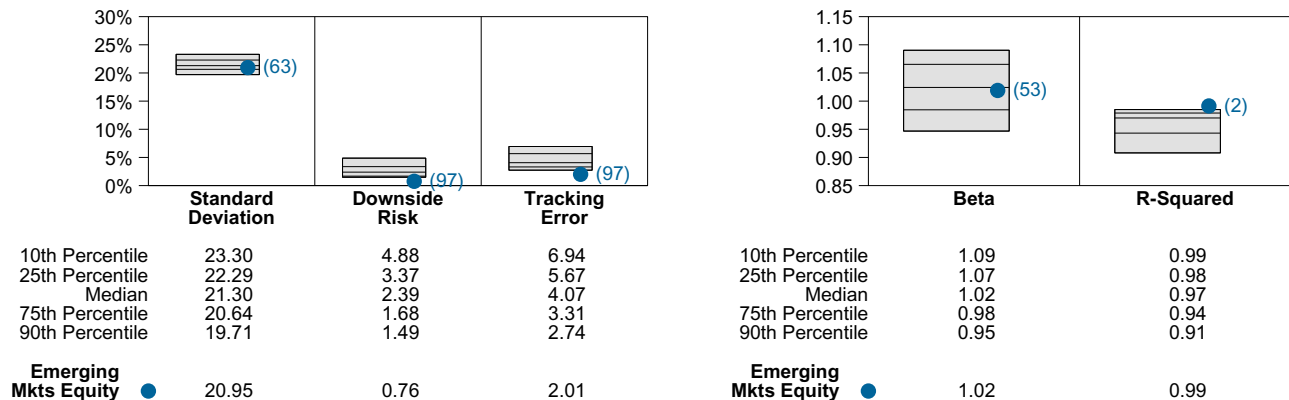 30%
25%
20%
15%
10%
5%
0%
(63)
(97)
(97)
Standard Deviation
Downside Risk
Tracking Error
10th Percentile 23.30 4.88 6.94
25th Percentile 22.29 3.37 5.67
Median 21.30 2.39 4.07
75th Percentile 20.64 1.68 3.31
90th Percentile 19.71 1.49 2.74
Emerging
Mkts Equity 20.95 0.76 2.01
1.15
1.10
1.05
1.00
0.95
0.90
0.85
(53)
(2)
Beta
R-Squared
10th Percentile 1.09 0.99
25th Percentile 1.07 0.98
Median 1.02 0.97
75th Percentile 0.98 0.94
90th Percentile 0.95 0.91
Emerging
Mkts Equity 1.02 0.99